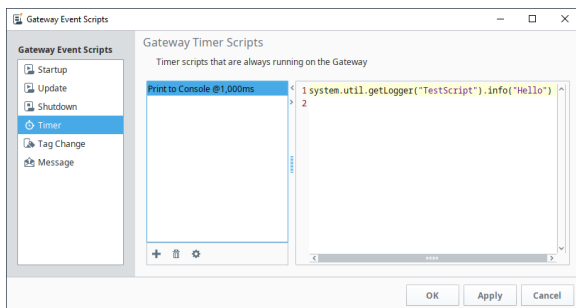 Gateway Event Scripts
Gateway Event Scripts
Startup
Update
Shutdown
Timer
Tag Change
Message
Gateway Timer Scripts
Timer scripts that are always running on the Gateway
Print to Console @1,000ms
1 system.util.getLogger("TestScript").info("Hello")
2
OK
Apply
Cancel